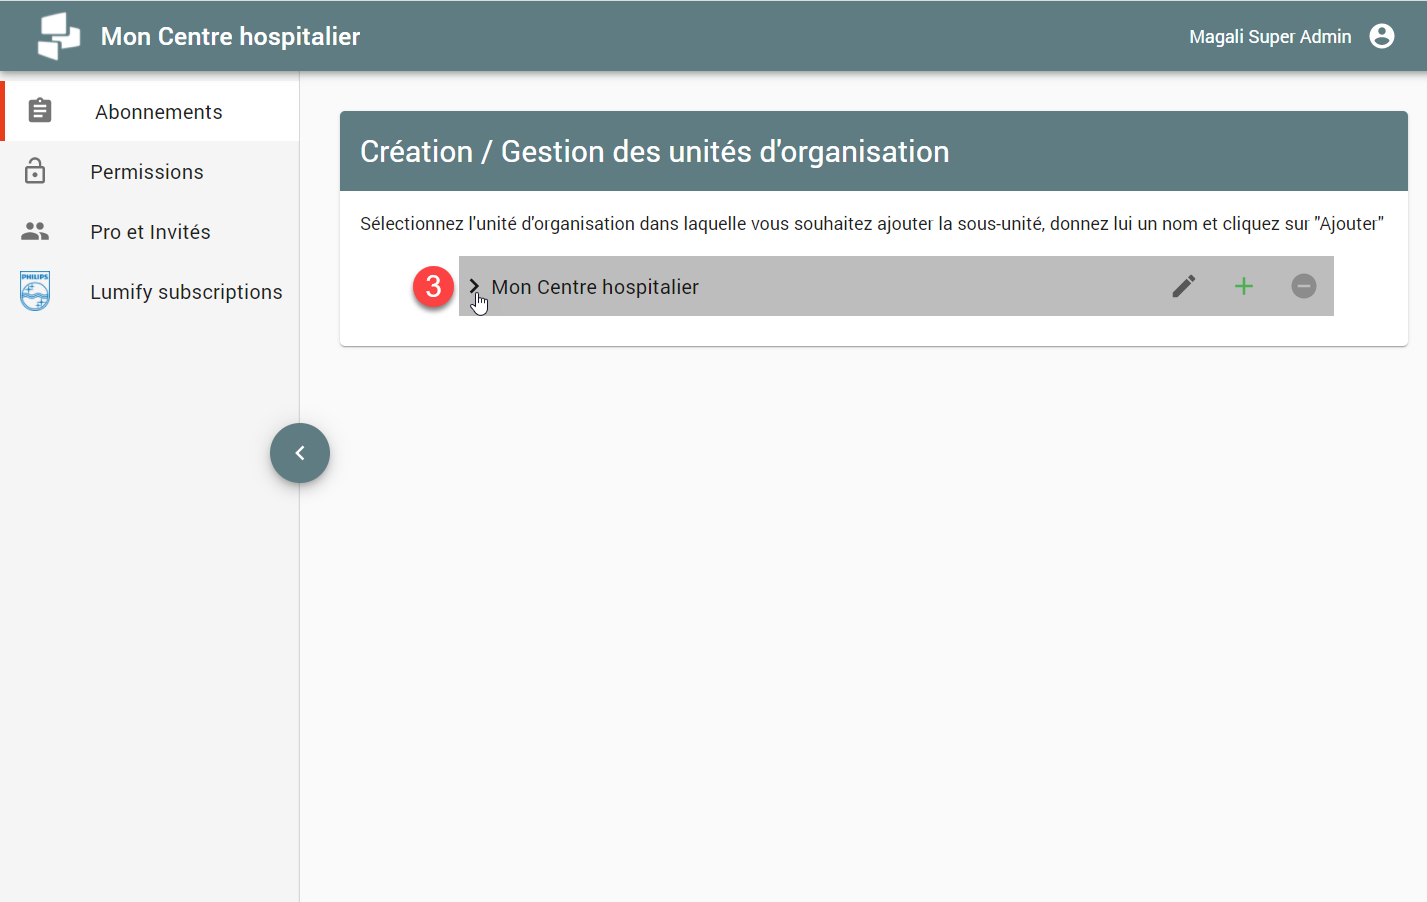 Mon Centre hospitalier
Magali Super Admin
Abonnements
Permissions
Pro et Invités
PHILIPS
Lumify subscriptions
Création / Gestion des unités d'organisation
Sélectionnez l'unité d'organisation dans laquelle vous souhaitez ajouter la sous-unité, donnez lui un nom et cliquez sur "Ajouter"
3
Mon Centre hospitalier